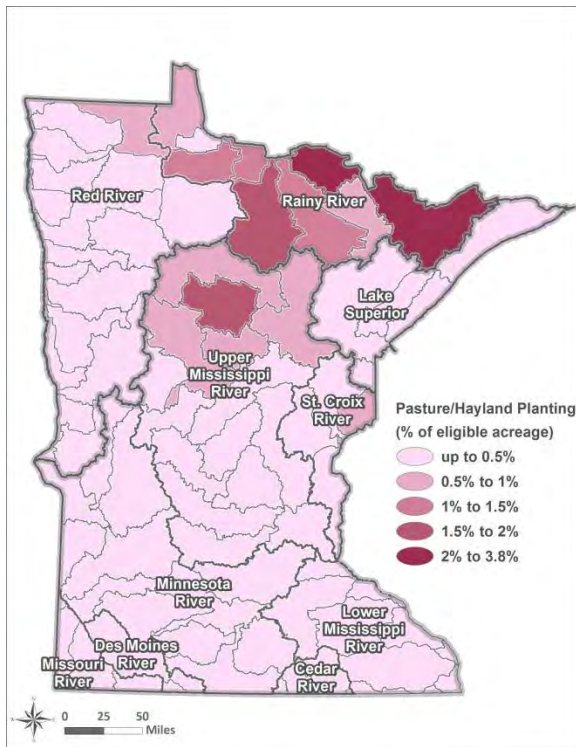 Red River
Rainy River
Lake
Superior
Upper
Mississippi
River
St. Croix
River
Pasture/Hayland Planting
(% of eligible acreage)
up to 0.5%
0.5% to 1%
1% to 1.5%
1.5% to 2%
2% to 3.8%
Minnesota
River
Lower
Mississippi
River
Des Moines
River
Missouri
River
Cedar
River
0 25 50
Miles